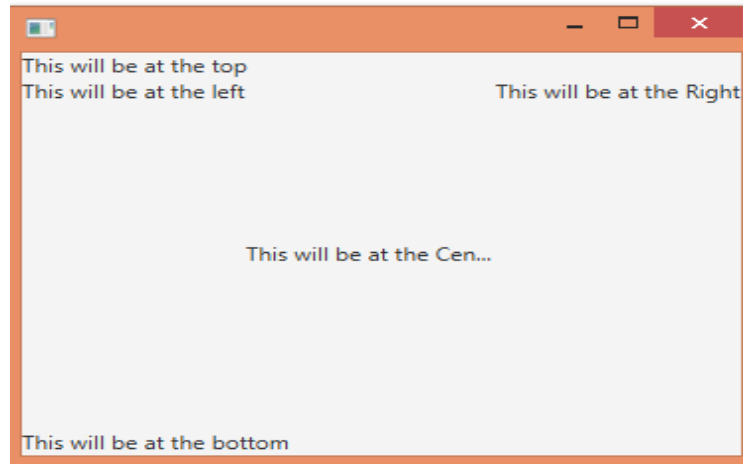 This will be at the top
This will be at the left
This will be at the Right
This will be at the Cen...
This will be at the bottom